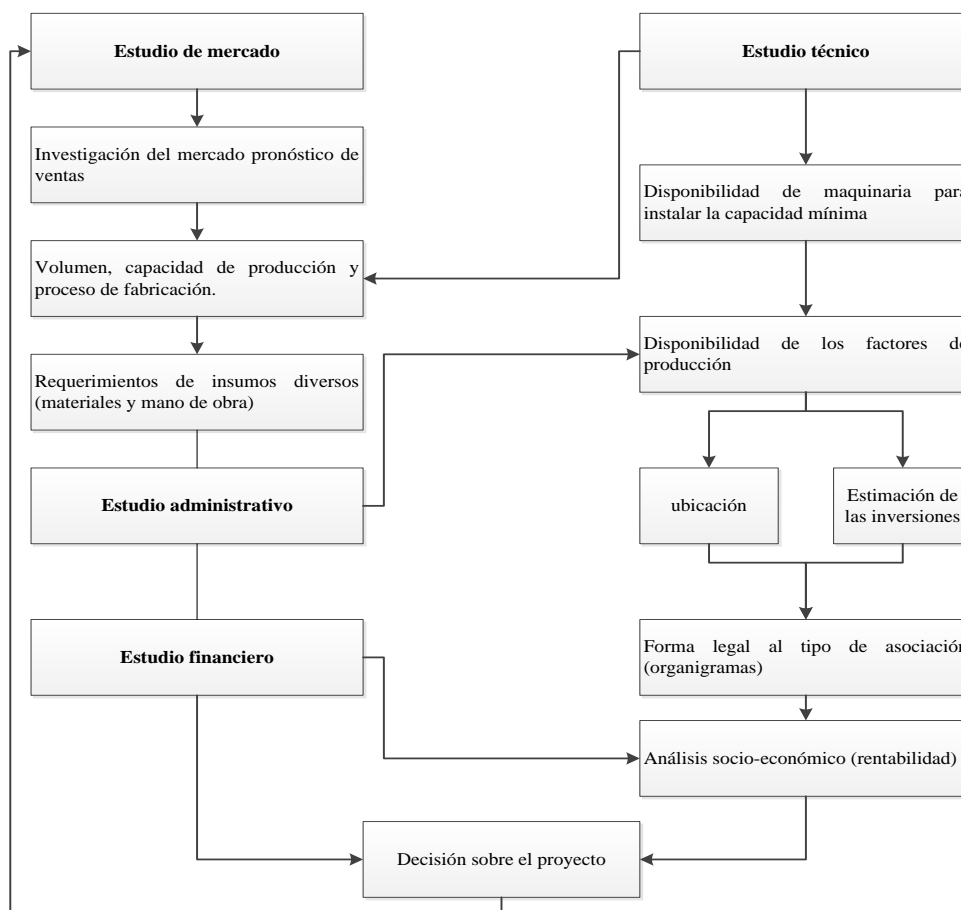 Estudio de mercado
Estudio técnico
Investigación del mercado pronóstico de
ventas
Disponibilidad de maquinaria para
instalar la capacidad mínima
Volumen, capacidad de producción y
proceso de fabricación.
Disponibilidad de los factores de
producción
Requerimientos de insumos diversos
(materiales y mano de obra)
Estudio administrativo
ubicación
Estimación de
las inversiones
Estudio financiero
Forma legal al tipo de asociación
(organigramas)
Análisis socio-económico (rentabilidad)
Decisión sobre el proyecto